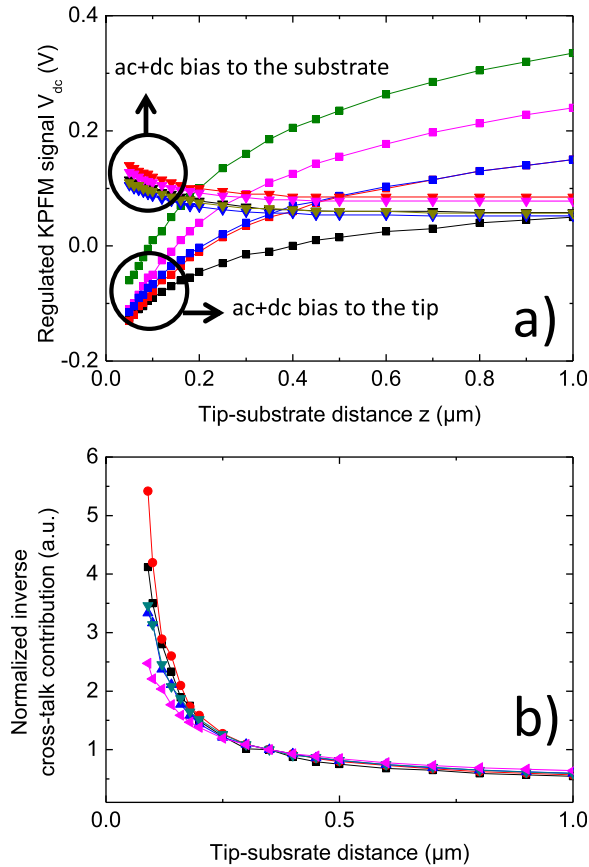 0.4
0.2
0.0
-0.2
Regulated KPFM signal V_dc (V)
ac+dc bias to the substrate
ac+dc bias to the tip
a)
0.0 0.2 0.4 0.6 0.8 1.0
Tip-substrate distance z (µm)
6
5
4
3
2
1
Normalized inverse
cross-talk contribution (a.u.)
b)
0.0 0.5 1.0
Tip-subsrate distance (µm)